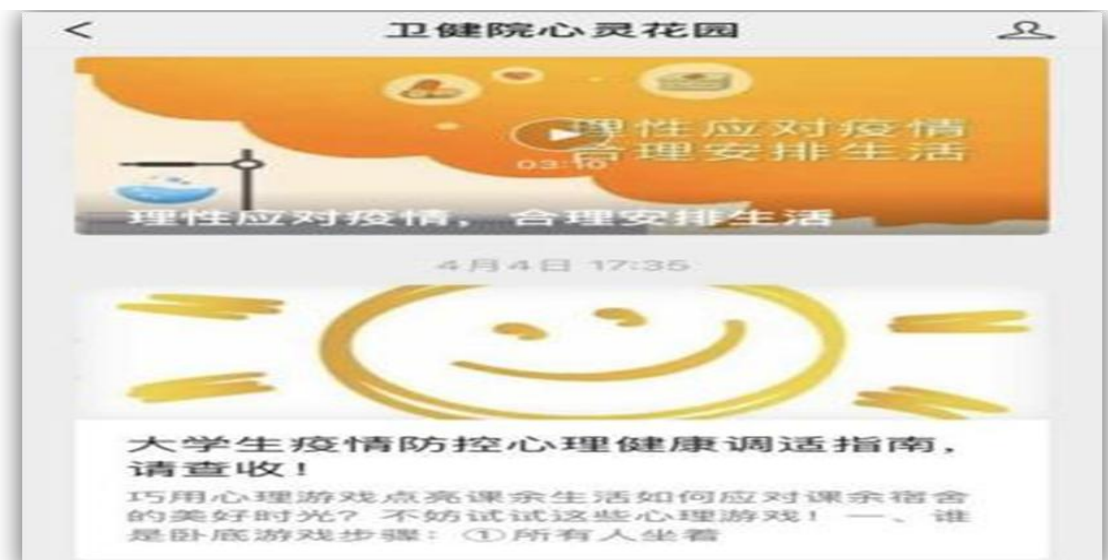 卫健院心灵花园
理性应对疫情
合理安排生活
03:10
理性应对疫情，合理安排生活
4月4日 17:35
大学生疫情防控心理健康调适指南，
请查收！
巧用心理游戏点亮课余生活如何应对课余宿舍
的美好时光？不妨试试这些心理游戏！一、谁
是卧底游戏步骤：①所有人坐着